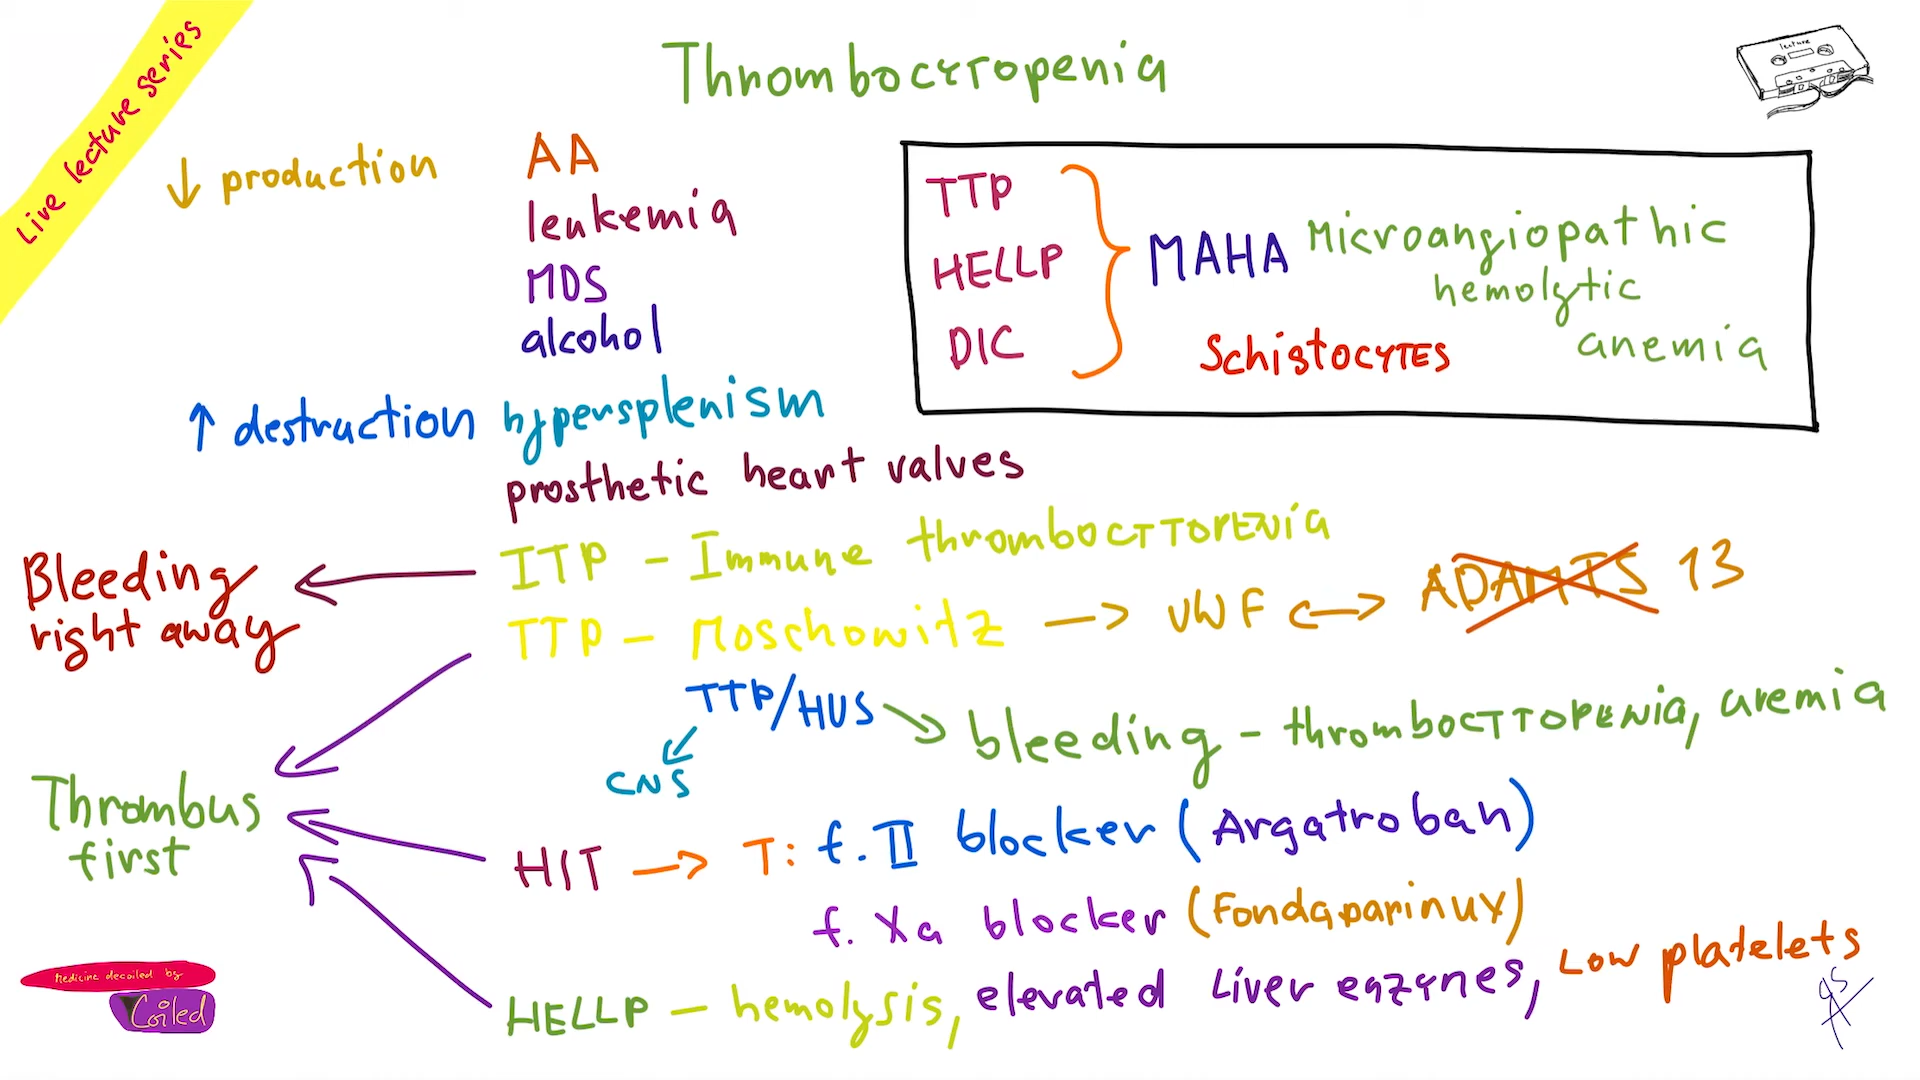 Live lecture series
Thrombocytopenia
lecture
↓ production
AA
leukemia
MDS
alcohol
TTP
HELLP
DIC
MAHA Microangiopathic
hemolytic
anemia
Schistocytes
↑ destruction hypersplenism
prosthetic heart valves
Bleeding
right away
ITP - Immune thrombocytopenia
TTP - Moschowitz → vWF ↔ ADAMTS 13
TTP/HUS
CNS
bleeding - thrombocytopenia, anemia
Thrombus
first
HIT → T: f. II blocker (Argatroban)
f. Xa blocker (Fondaparinux)
HELLP - hemolysis, elevated Liver enzynes, Low platelets
Medicine decoiled by
Coiled